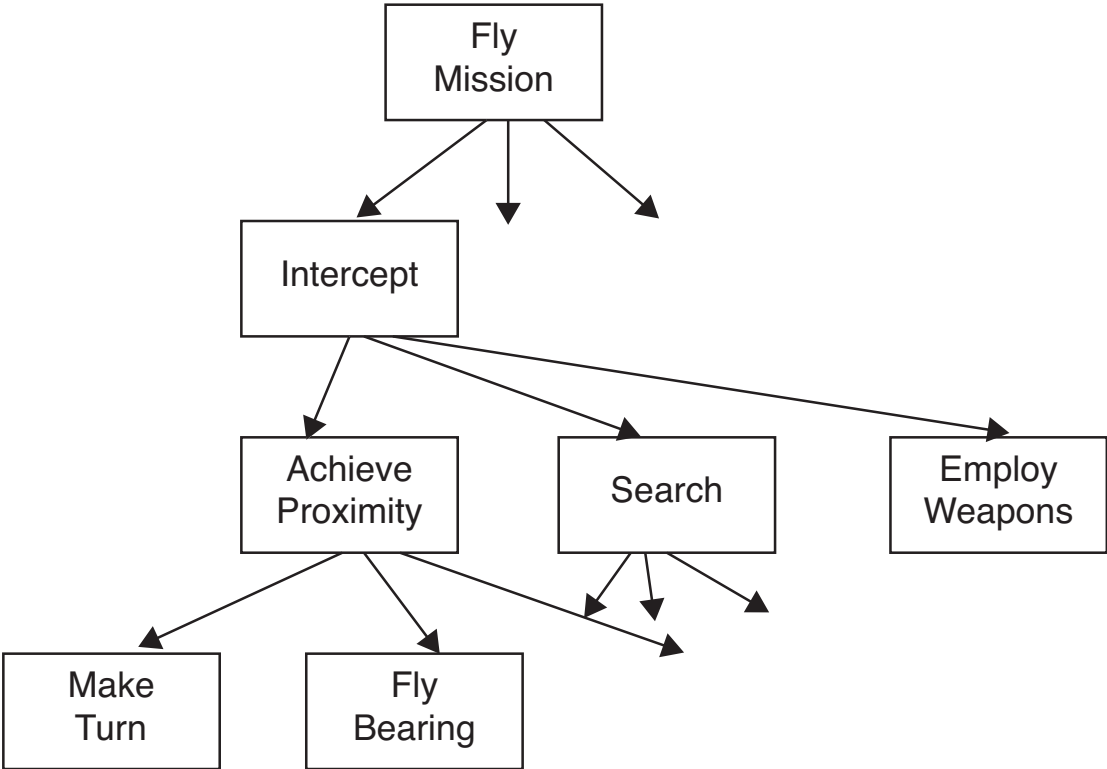 Fly
Mission
Intercept
Achieve
Proximity
Search
Employ
Weapons
Make
Turn
Fly
Bearing